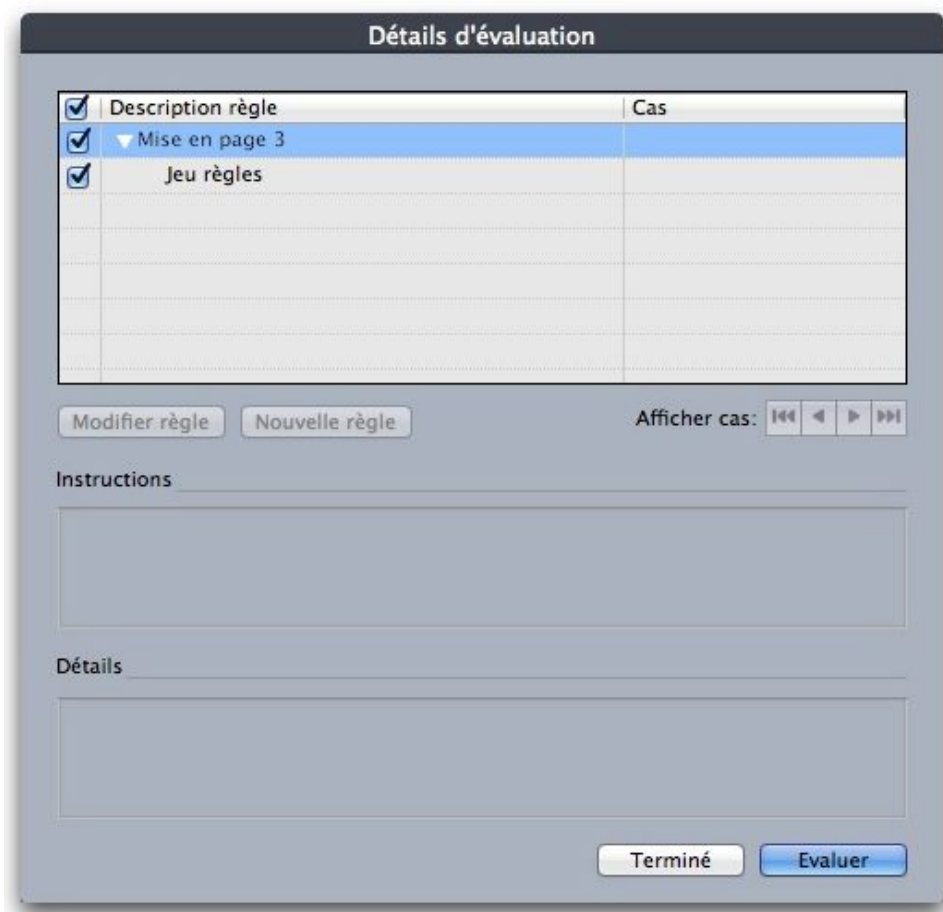 Détails d'évaluation
Description règle Cas
Mise en page 3
Jeu règles
Modifier règle Nouvelle règle Afficher cas:
Instructions
Détails
Terminé Evaluer